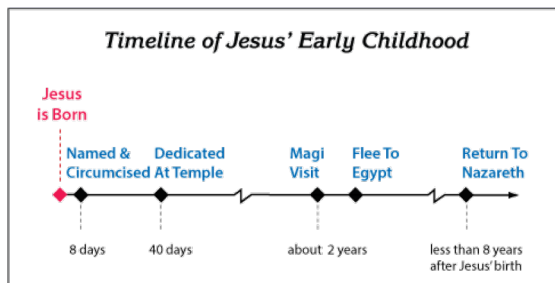 Timeline of Jesus' Early Childhood
Jesus
is Born
Named &
Circumcised
Dedicated
At Temple
Magi
Visit
Flee To
Egypt
Return To
Nazareth
8 days
40 days
about 2 years
less than 8 years
after Jesus' birth